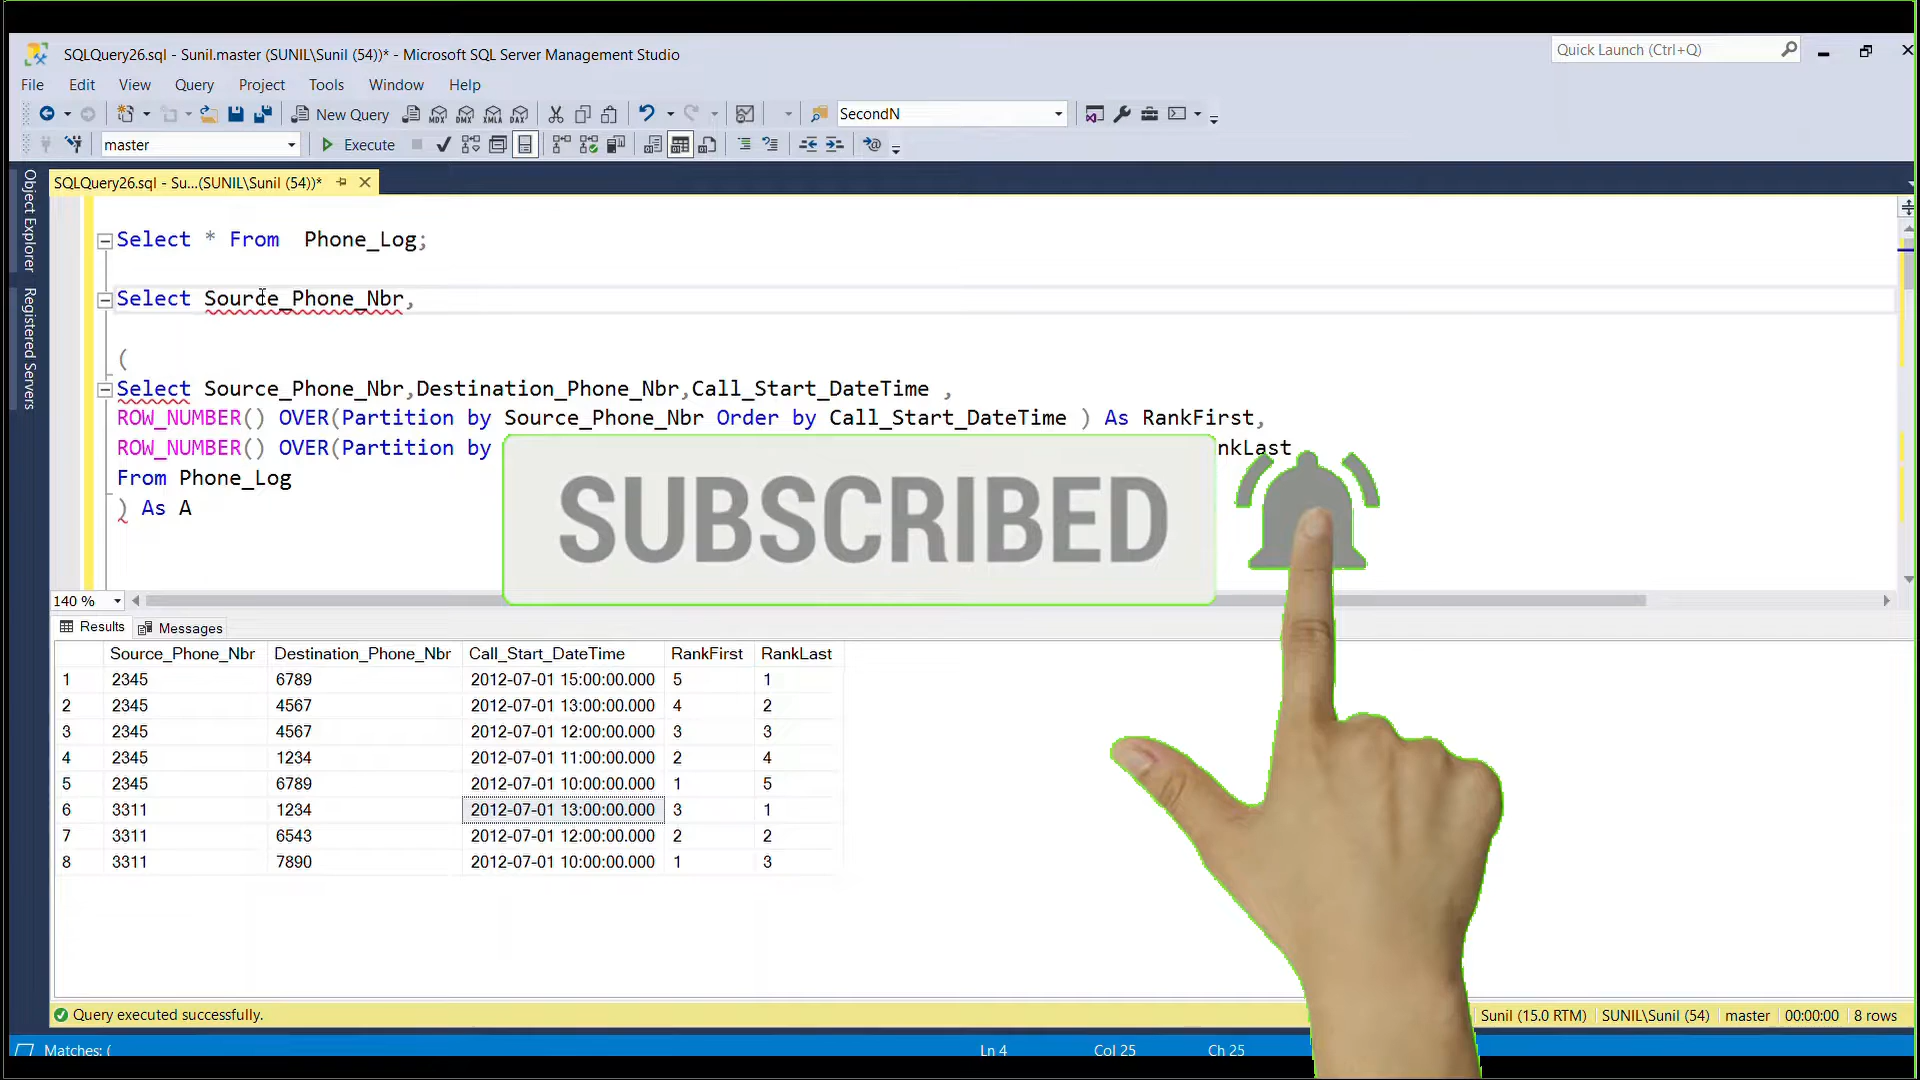 SQLQuery26.sql - Sunil.master (SUNIL\Sunil (54))* - Microsoft SQL Server Management Studio
Quick Launch (Ctrl+Q)
File Edit View Query Project Tools Window Help
New Query
MDX DMX XMLA DAX
SecondN
master
Execute
SQLQuery26.sql - Su...(SUNIL\Sunil (54))*
Object Explorer
Registered Servers
Select * From  Phone_Log;
Select Source_Phone_Nbr,
(
Select Source_Phone_Nbr,Destination_Phone_Nbr,Call_Start_DateTime ,
ROW_NUMBER() OVER(Partition by Source_Phone_Nbr Order by Call_Start_DateTime ) As RankFirst,
ROW_NUMBER() OVER(Partition by nkLast
From Phone_Log
) As A
SUBSCRIBED
140 %
Results Messages
Source_Phone_Nbr Destination_Phone_Nbr Call_Start_DateTime RankFirst RankLast
1 2345 6789 2012-07-01 15:00:00.000 5 1
2 2345 4567 2012-07-01 13:00:00.000 4 2
3 2345 4567 2012-07-01 12:00:00.000 3 3
4 2345 1234 2012-07-01 11:00:00.000 2 4
5 2345 6789 2012-07-01 10:00:00.000 1 5
6 3311 1234 2012-07-01 13:00:00.000 3 1
7 3311 6543 2012-07-01 12:00:00.000 2 2
8 3311 7890 2012-07-01 10:00:00.000 1 3
Query executed successfully.
Sunil (15.0 RTM) SUNIL\Sunil (54) master 00:00:00 8 rows
Matches: (
Ln 4 Col 25 Ch 25